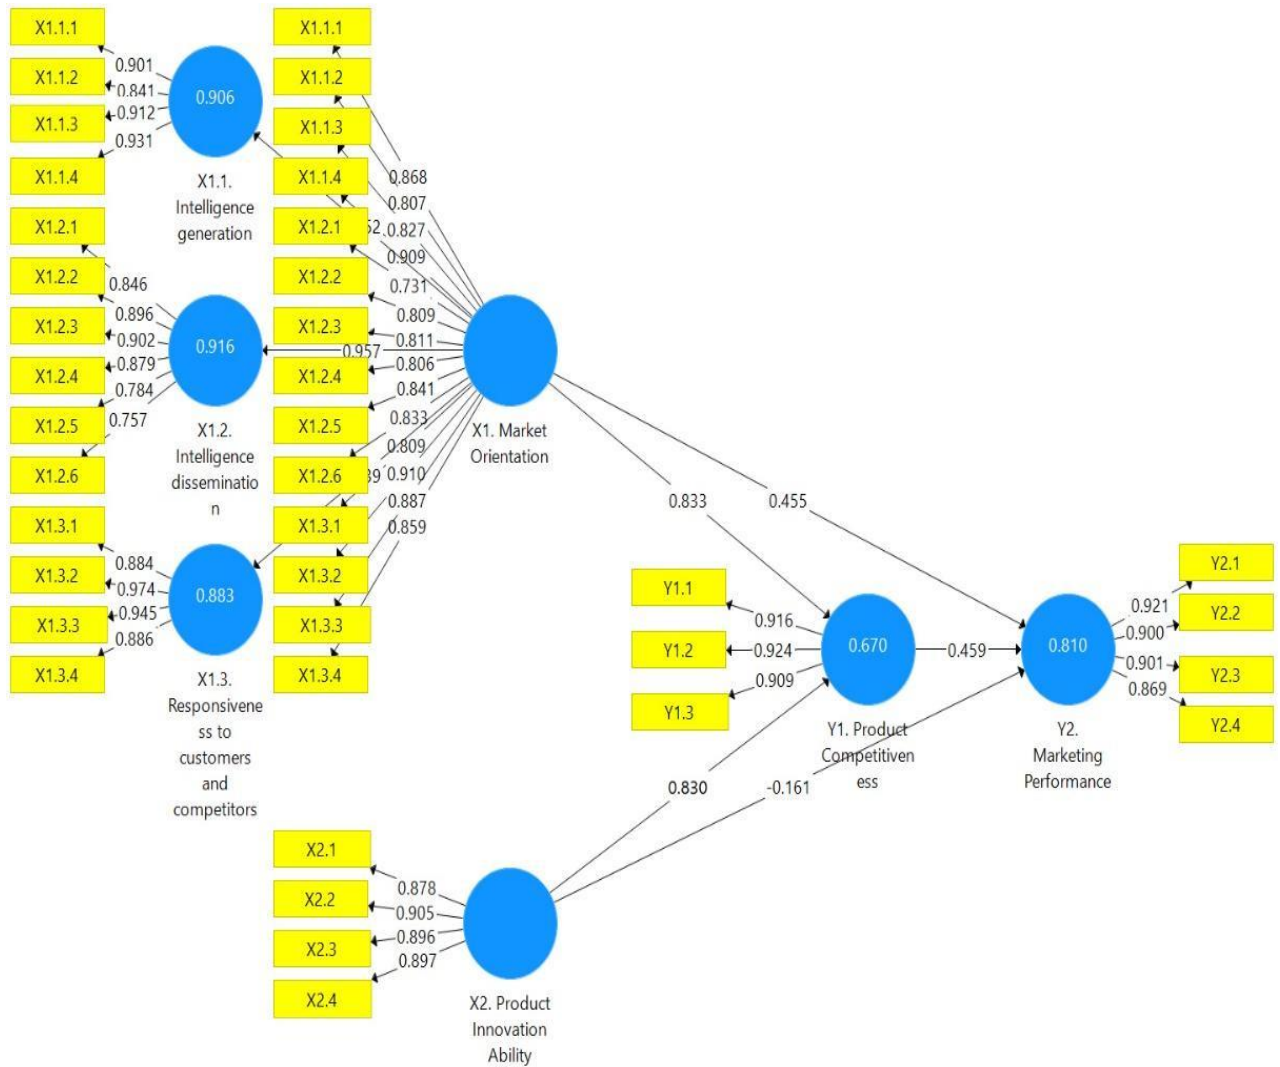 X1.1.1
X1.1.2
X1.1.3
X1.1.4
0.901
0.841
0.912
0.931
0.906
X1.1.
Intelligence
generation
X1.2.1
X1.2.2
X1.2.3
X1.2.4
X1.2.5
X1.2.6
0.846
0.896
0.902
0.879
0.784
0.757
0.916
X1.2.
Intelligence
disseminatio
n
X1.3.1
X1.3.2
X1.3.3
X1.3.4
0.884
0.974
0.945
0.886
0.883
X1.3.
Responsivene
ss to
customers
and
competitors
X1.1.1
X1.1.2
X1.1.3
X1.1.4
X1.2.1
X1.2.2
X1.2.3
X1.2.4
X1.2.5
X1.2.6
X1.3.1
X1.3.2
X1.3.3
X1.3.4
0.868
0.807
0.827
0.909
0.731
0.809
0.811
0.957
0.806
0.841
0.833
0.809
0.910
0.887
0.859
X1. Market
Orientation
0.833
0.455
Y1.1
Y1.2
Y1.3
0.916
0.924
0.909
0.670
Y1. Product
Competitiven
ess
0.459
0.810
Y2.
Marketing
Performance
0.921
0.900
0.901
0.869
Y2.1
Y2.2
Y2.3
Y2.4
0.830
-0.161
X2.1
X2.2
X2.3
X2.4
0.878
0.905
0.896
0.897
X2. Product
Innovation
Ability